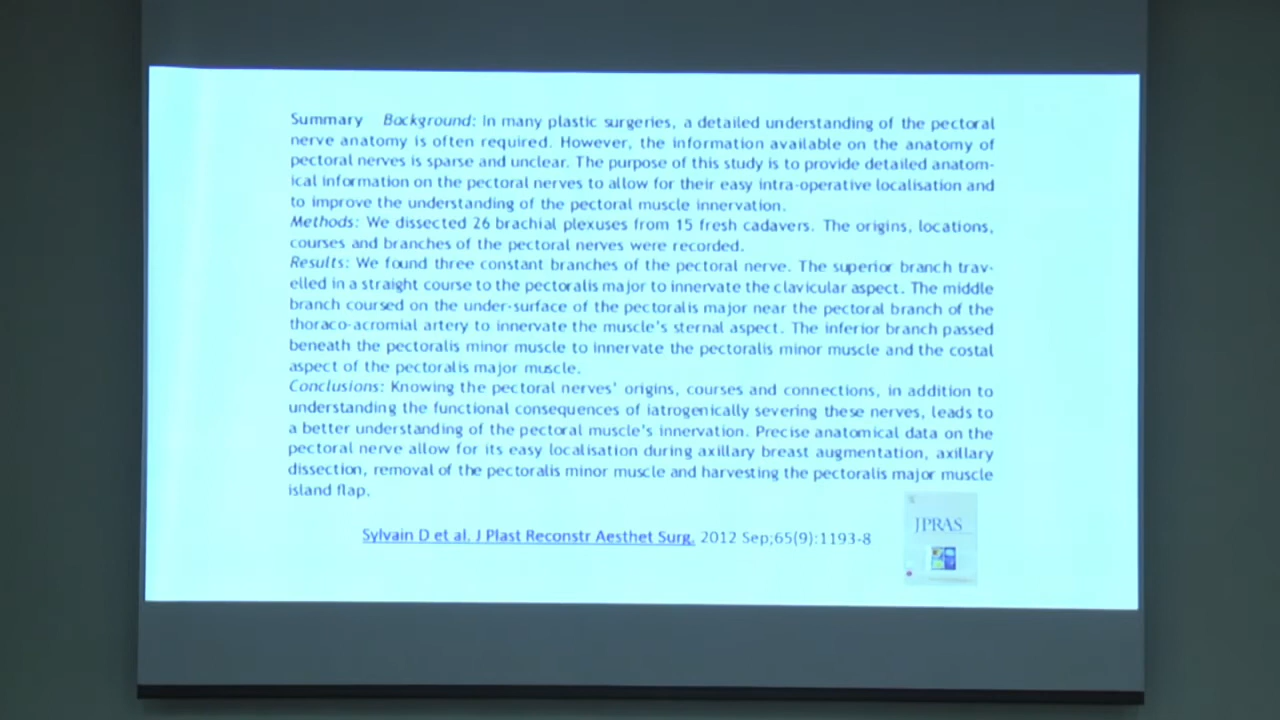 Summary Background: In many plastic surgeries, a detailed understanding of the pectoral
nerve anatomy is often required. However, the information available on the anatomy of
pectoral nerves is sparse and unclear. The purpose of this study is to provide detailed anatom-
ical information on the pectoral nerves to allow for their easy intra-operative localisation and
to improve the understanding of the pectoral muscle innervation.
Methods: We dissected 26 brachial plexuses from 15 fresh cadavers. The origins, locations,
courses and branches of the pectoral nerves were recorded.
Results: We found three constant branches of the pectoral nerve. The superior branch trav-
elled in a straight course to the pectoralis major to innervate the clavicular aspect. The middle
branch coursed on the under-surface of the pectoralis major near the pectoral branch of the
thoraco-acromial artery to innervate the muscle's sternal aspect. The inferior branch passed
beneath the pectoralis minor muscle to innervate the pectoralis minor muscle and the costal
aspect of the pectoralis major muscle.
Conclusions: Knowing the pectoral nerves' origins, courses and connections, in addition to
understanding the functional consequences of iatrogenically severing these nerves, leads to
a better understanding of the pectoral muscle's innervation. Precise anatomical data on the
pectoral nerve allow for its easy localisation during axillary breast augmentation, axillary
dissection, removal of the pectoralis minor muscle and harvesting the pectoralis major muscle
island flap.
JPRAS
Sylvain D et al. J Plast Reconstr Aesthet Surg. 2012 Sep;65(9):1193-8